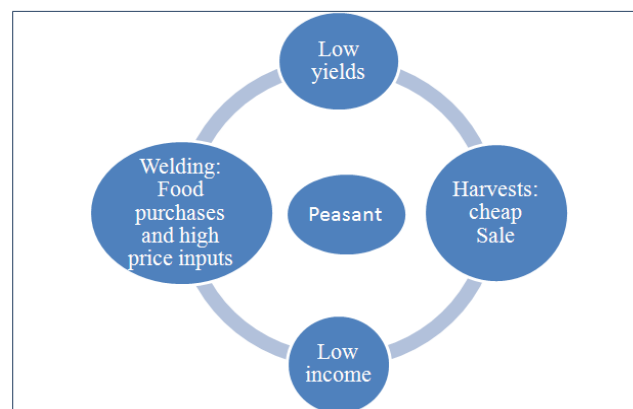 Low
yields
Welding:
Food
purchases
and high
price inputs
Peasant
Harvests:
cheap
Sale
Low
income